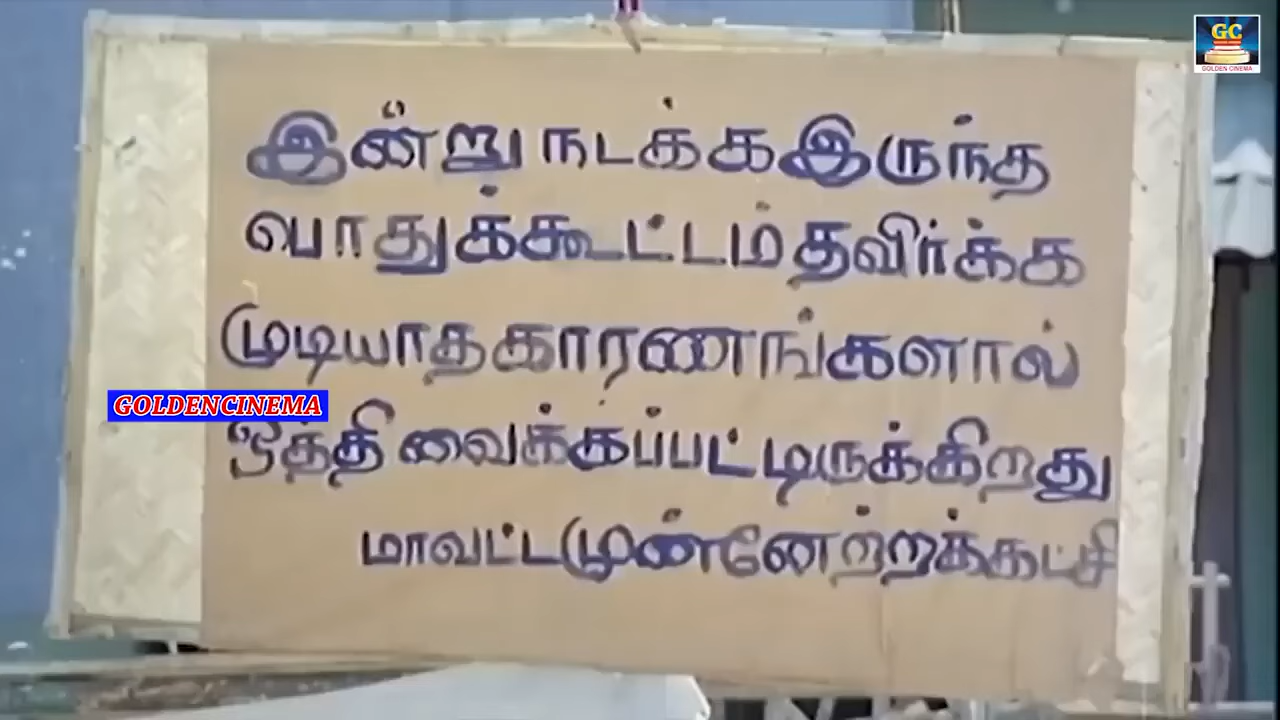 GC
GOLDEN CINEMA
இன்று நடக்க இருந்த
பொதுக்கூட்டம் தவிர்க்க
முடியாத காரணங்களால்
GOLDENCINEMA
ஒத்தி வைக்கப்பட்டிருக்கிறது
மாவட்ட முன்னேற்றக்கட்சி